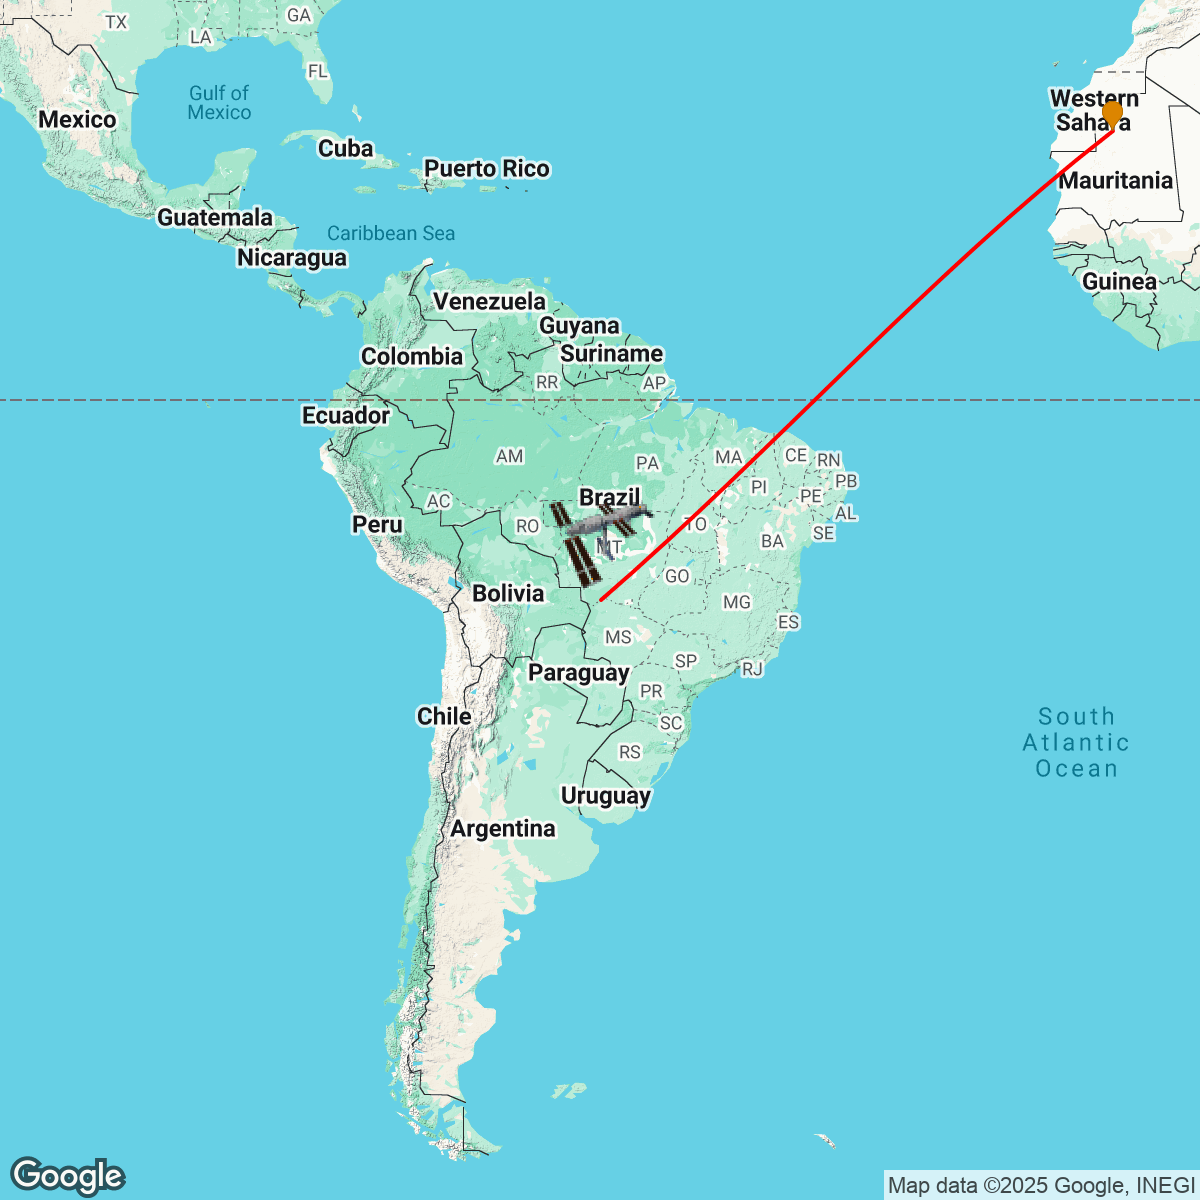 TX
LA
GA
FL
Gulf of
Mexico
Mexico
Cuba
Puerto Rico
Guatemala
Caribbean Sea
Nicaragua
Western
Sahara
Mauritania
Guinea
Venezuela
Guyana
Suriname
Colombia
RR
AP
Ecuador
AM
PA
MA
CE
RN
PI
PB
PE
AC
Brazil
AL
Peru
RO
TO
SE
MT
BA
GO
Bolivia
MG
ES
MS
SP
RJ
Paraguay
PR
Chile
SC
South
Atlantic
Ocean
RS
Uruguay
Argentina
Google
Map data ©2025 Google, INEGI